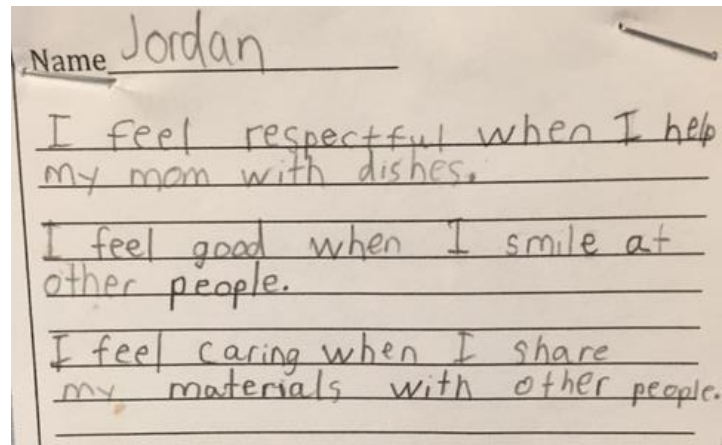 Name Jordan
I feel respectful when I help
my mom with dishes.
I feel good when I smile at
other people.
I feel caring when I share
my materials with other people.